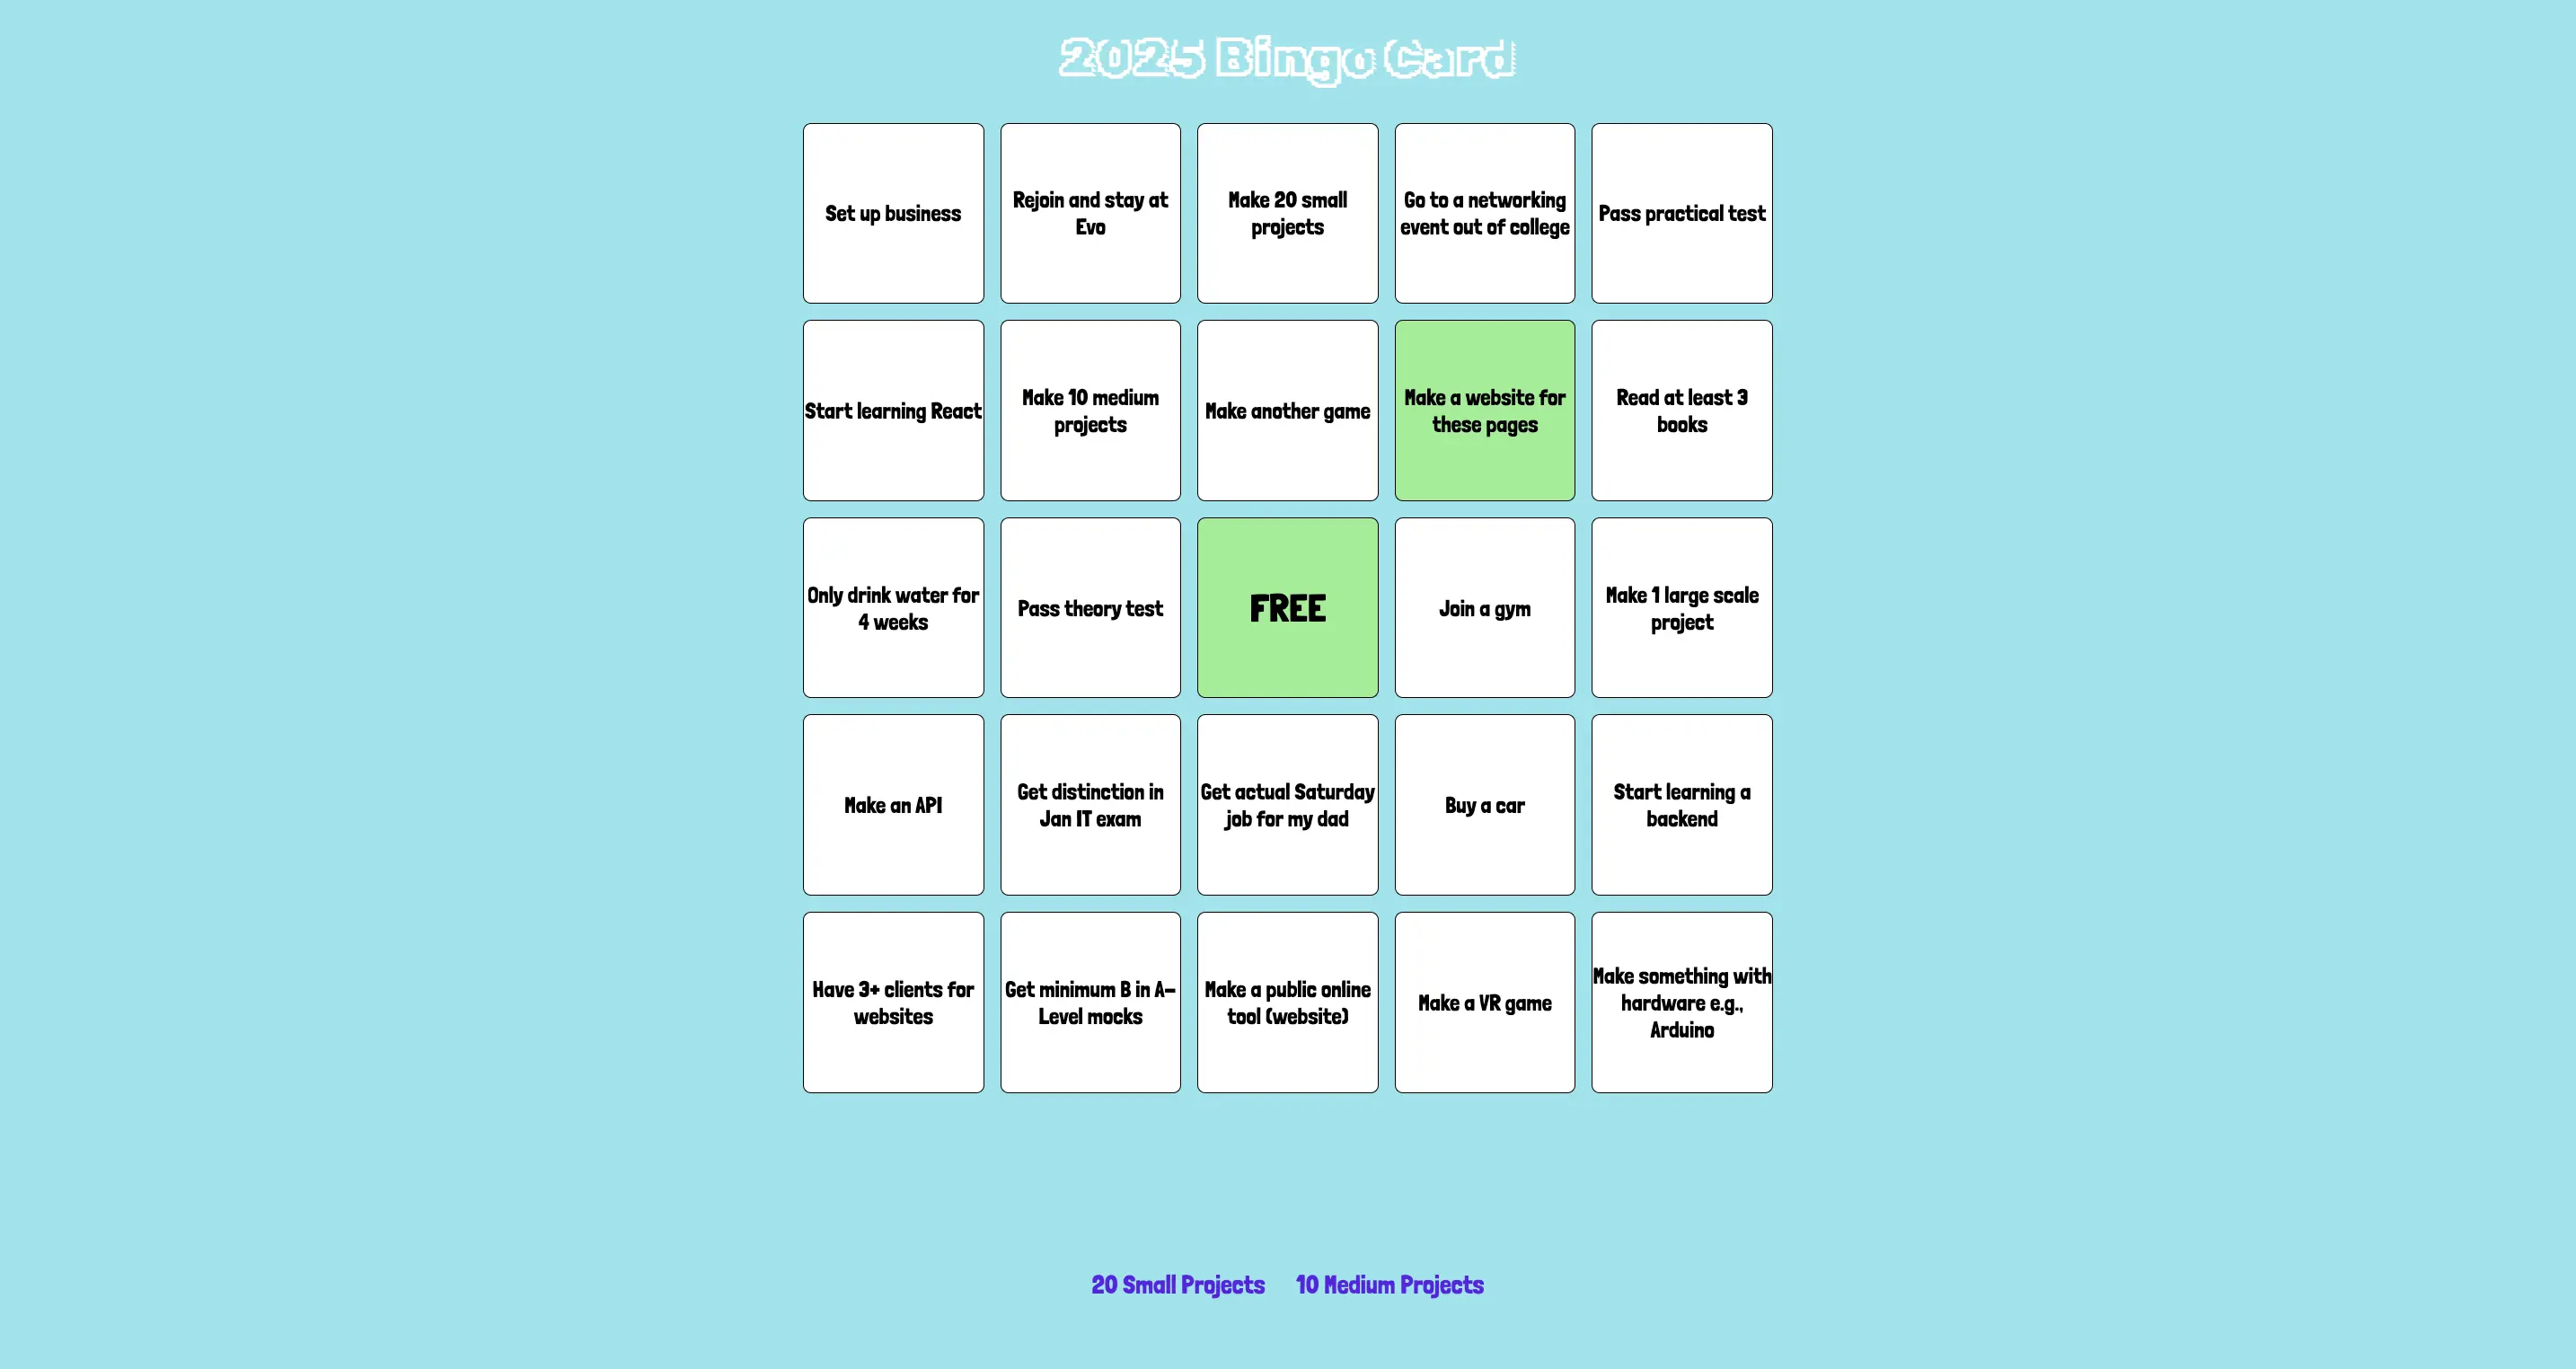 2025 Bingo Card
Set up business
Rejoin and stay at
Evo
Make 20 small
projects
Go to a networking
event out of college
Pass practical test
Start learning React
Make 10 medium
projects
Make another game
Make a website for
these pages
Read at least 3
books
Only drink water for
4 weeks
Pass theory test
FREE
Join a gym
Make 1 large scale
project
Make an API
Get distinction in
Jan IT exam
Get actual Saturday
job for my dad
Buy a car
Start learning a
backend
Have 3+ clients for
websites
Get minimum B in A-
Level mocks
Make a public online
tool (website)
Make a VR game
Make something with
hardware e.g.,
Arduino
20 Small Projects
10 Medium Projects